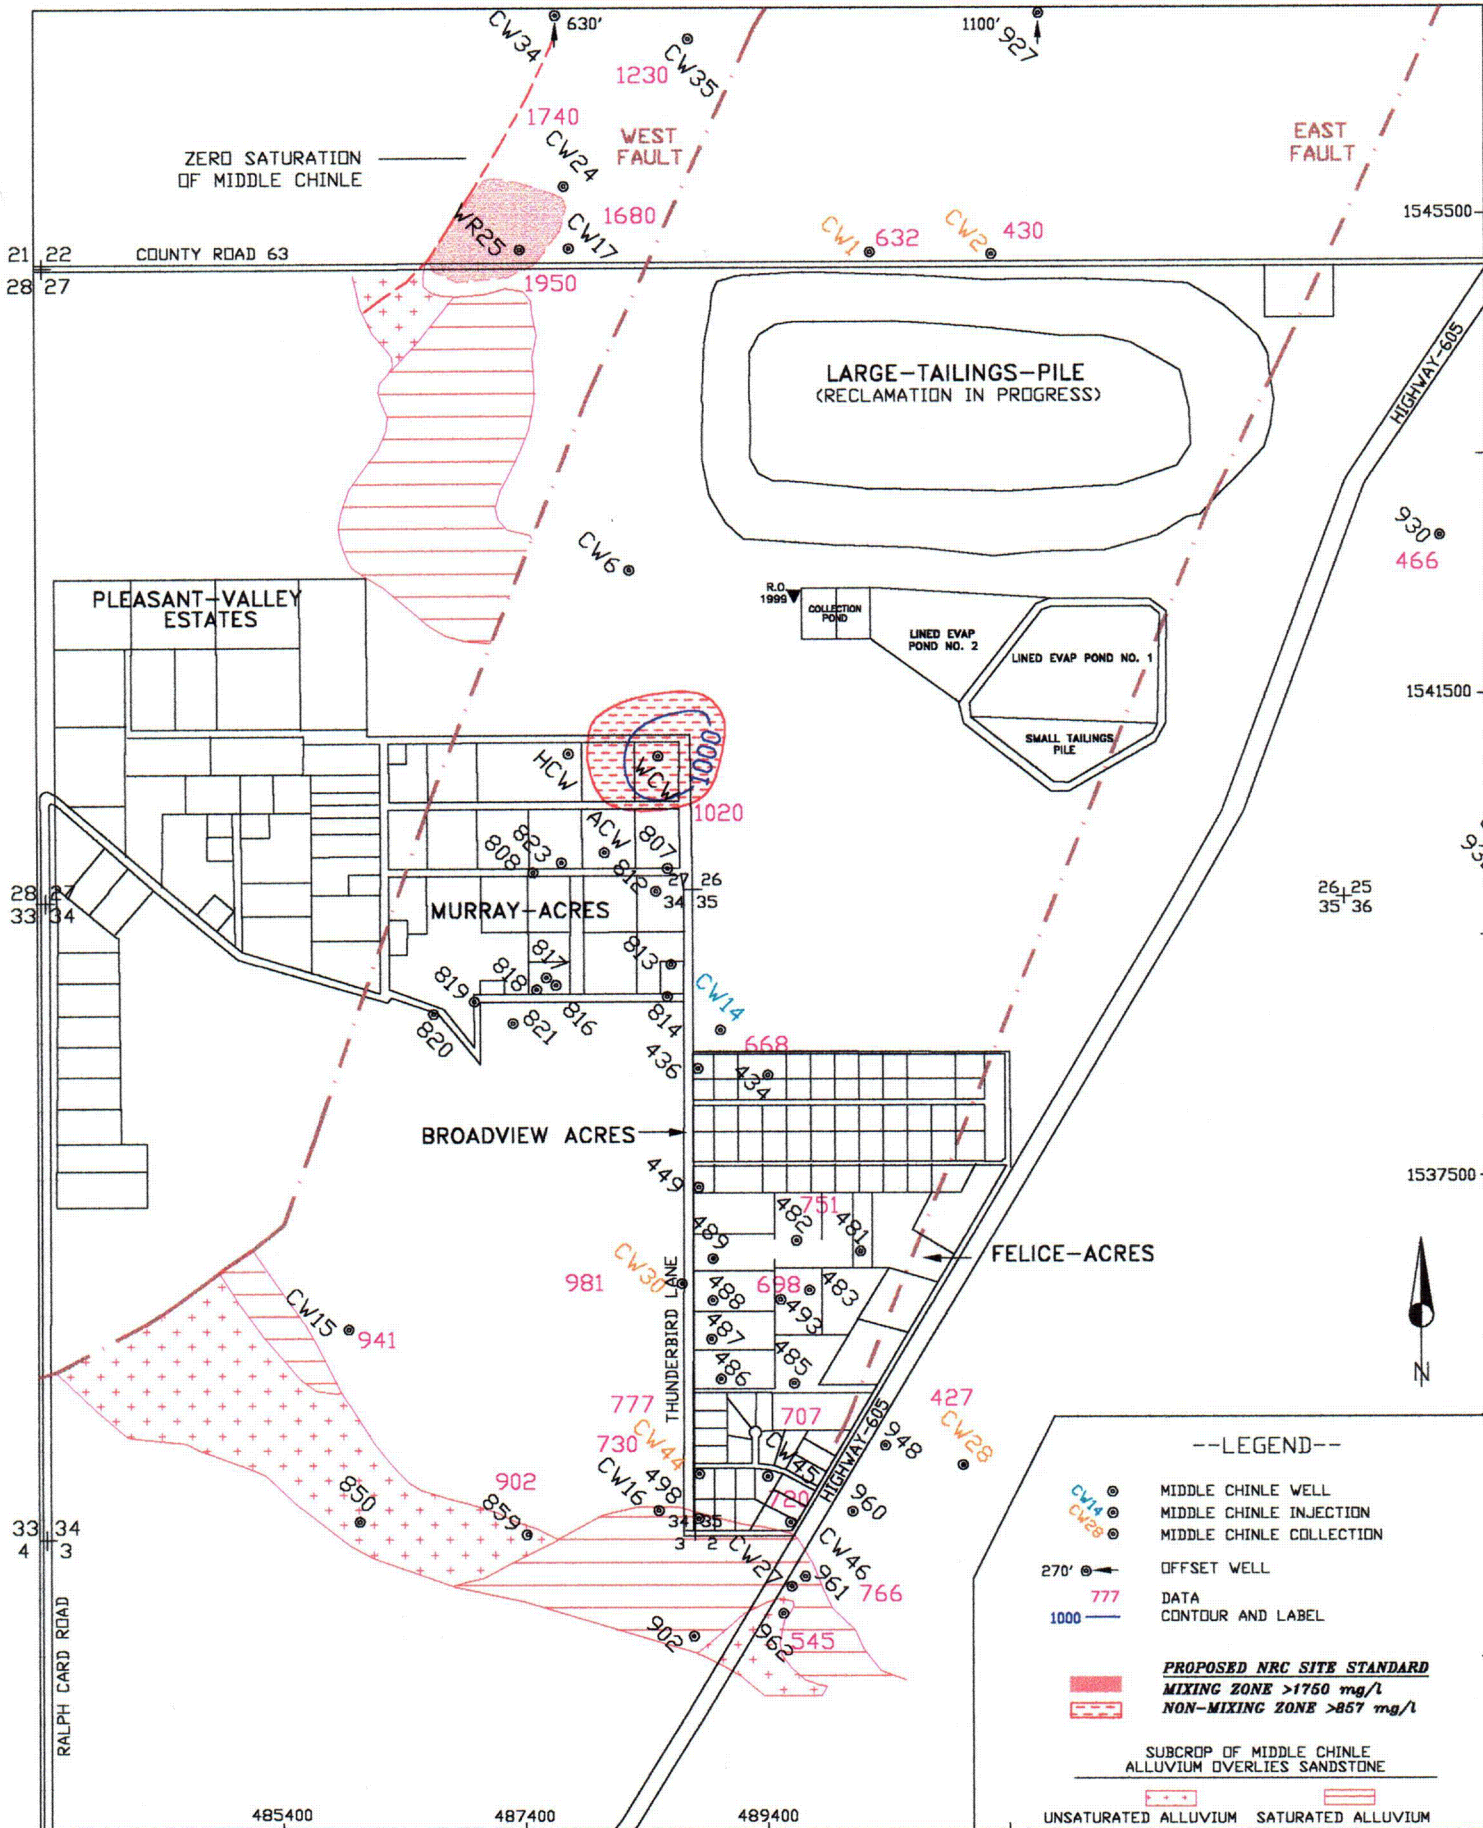 CW34
630'
1100'
927
CW35
1230
1740
WEST
FAULT
EAST
FAULT
ZERO SATURATION
OF MIDDLE CHINLE
CW24
1680
WR25
CW17
CW1
632
CW2
430
1545500
21 22
28 27
COUNTY ROAD 63
1950
HIGHWAY-605
LARGE-TAILINGS-PILE
(RECLAMATION IN PROGRESS)
CW6
930
466
R.O.
1999
COLLECTION
POND
LINED EVAP
POND NO. 2
LINED EVAP POND NO. 1
SMALL TAILINGS
PILE
PLEASANT-VALLEY
ESTATES
1541500
HCW
WCW
1000
1020
ACW
807
823
808
812
27 26
34 35
28 27
33 34
26 25
35 36
MURRAY-ACRES
817
813
818
819
816
814
821
820
CW14
668
436
434
BROADVIEW ACRES
449
1537500
751
482
481
489
FELICE-ACRES
CW30
981
THUNDERBIRD LANE
488
698
483
493
487
CW15
941
486
485
777
707
427
730
CW44
CW45
HIGHWAY-605
948
CW28
CW16
498
902
850
859
720
960
33 34
4 3
34 35
3 2
CW27
CW46
961
766
902
962
545
RALPH CARD ROAD
N
485400
487400
489400
--LEGEND--
MIDDLE CHINLE WELL
CW14
MIDDLE CHINLE INJECTION
CW28
MIDDLE CHINLE COLLECTION
270'
OFFSET WELL
777
DATA
1000
CONTOUR AND LABEL
PROPOSED NRC SITE STANDARD
MIXING ZONE >1750 mg/l
NON-MIXING ZONE >857 mg/l
SUBCROP OF MIDDLE CHINLE
ALLUVIUM OVERLIES SANDSTONE
UNSATURATED ALLUVIUM SATURATED ALLUVIUM